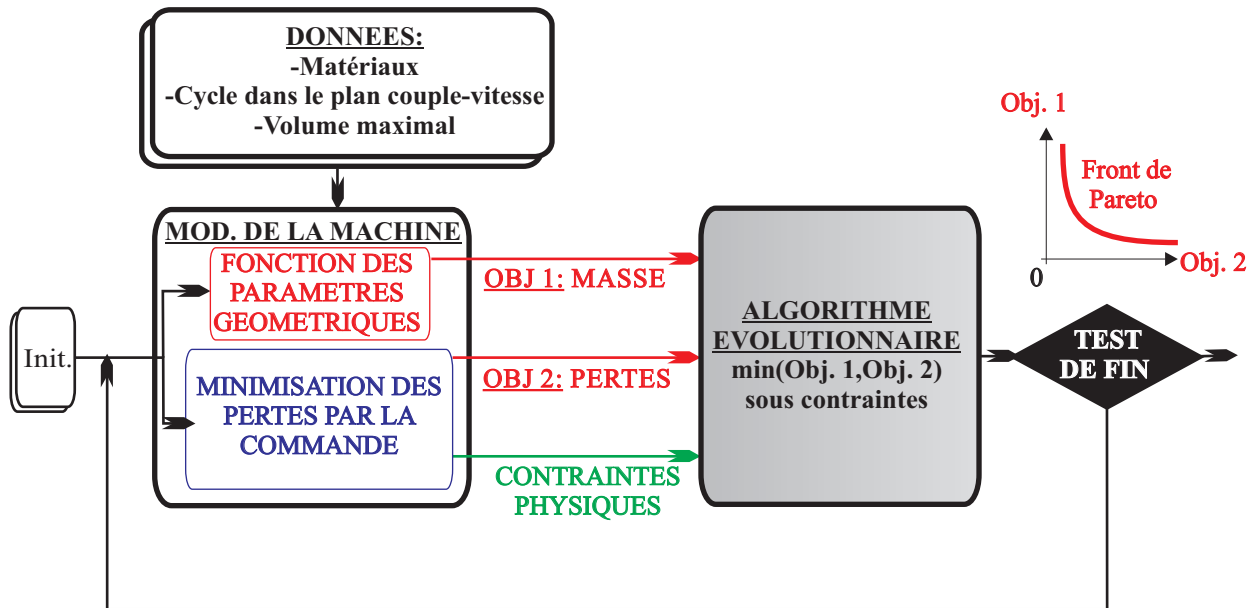 DONNEES:
-Matériaux
-Cycle dans le plan couple-vitesse
-Volume maximal
Obj. 1
Front de
Pareto
0
Obj. 2
MOD. DE LA MACHINE
FONCTION DES
PARAMETRES
GEOMETRIQUES
OBJ 1: MASSE
Init.
MINIMISATION DES
PERTES PAR LA
COMMANDE
OBJ 2: PERTES
CONTRAINTES
PHYSIQUES
ALGORITHME
EVOLUTIONNAIRE
min(Obj. 1,Obj. 2)
sous contraintes
TEST
DE FIN